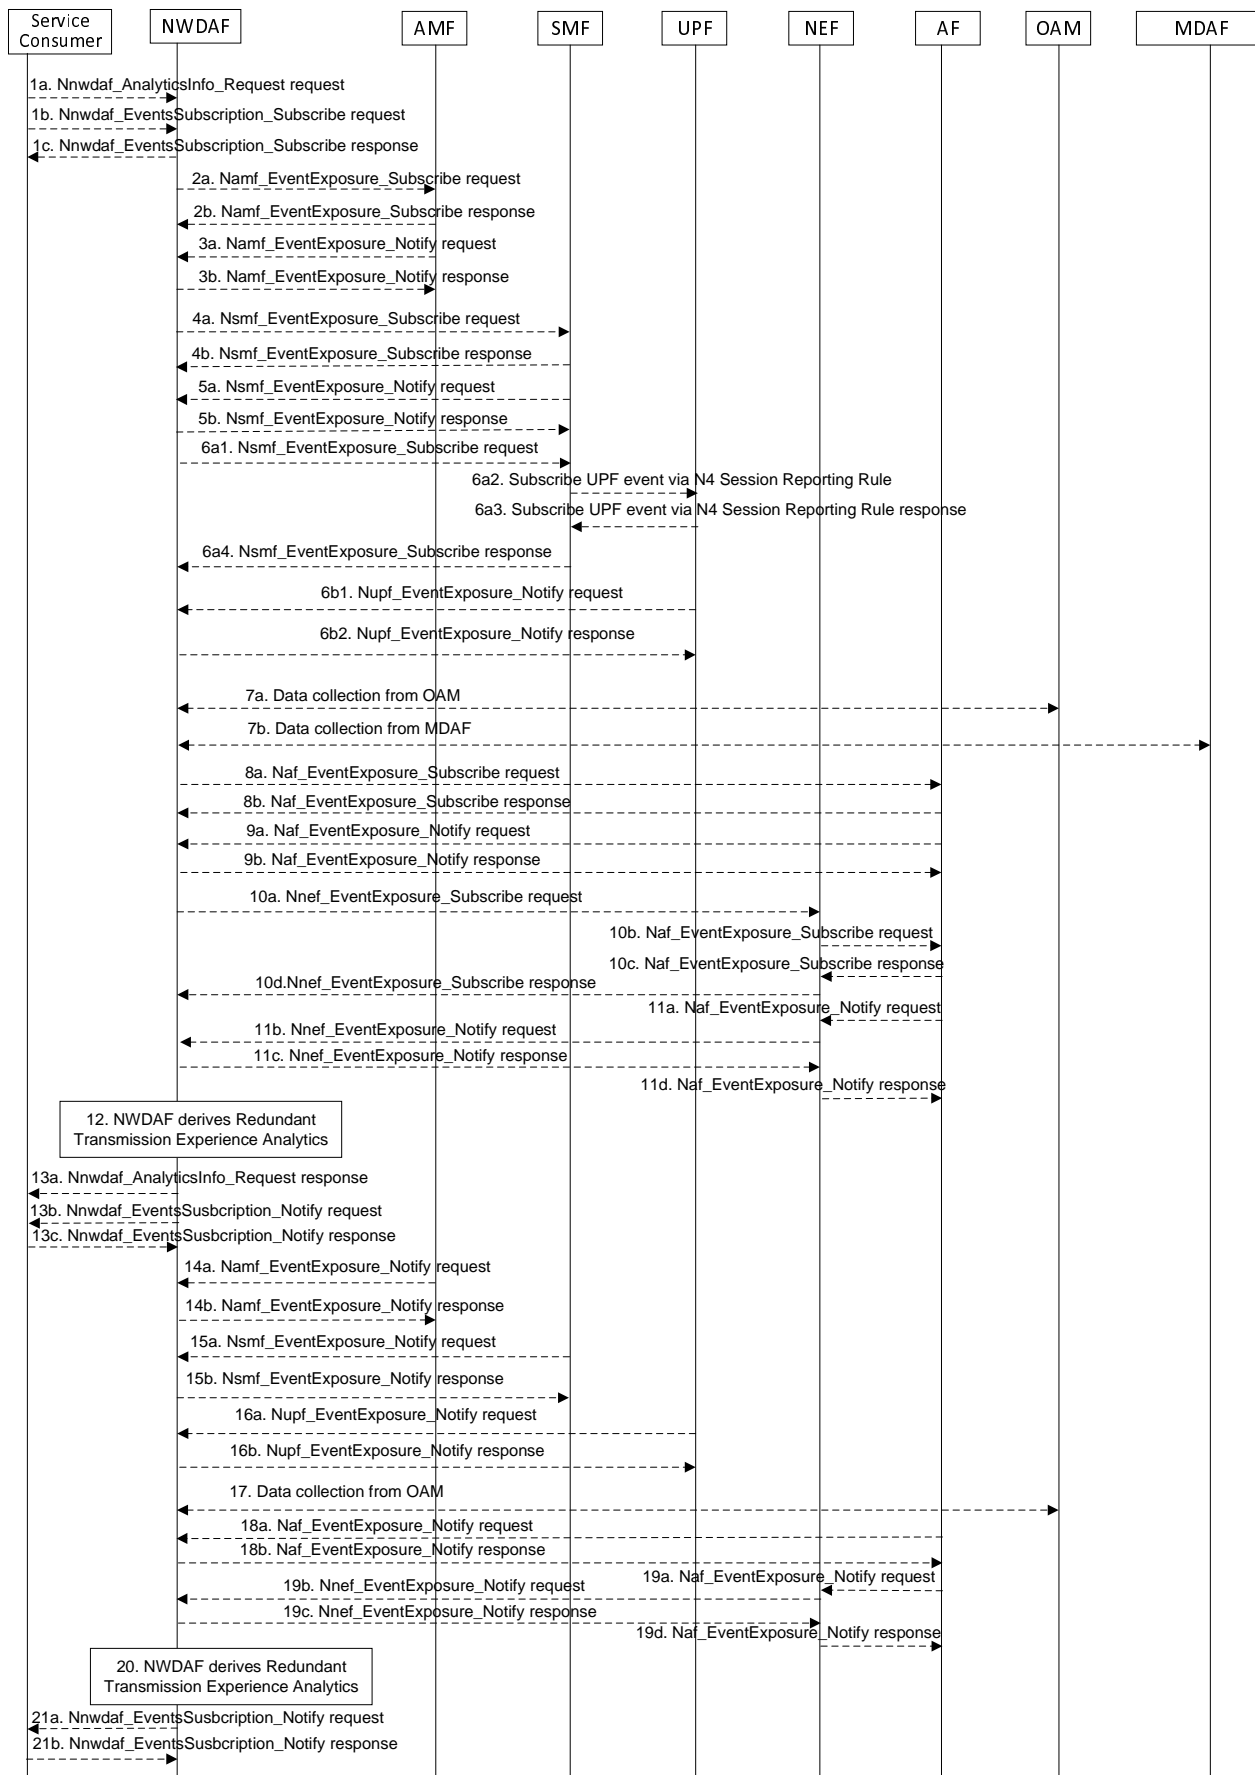 Service
Consumer
NWDAF
AMF
SMF
UPF
NEF
AF
OAM
MDAF
1a. Nnwdaf_AnalyticsInfo_Request request
1b. Nnwdaf_EventsSubscription_Subscribe request
1c. Nnwdaf_EventsSubscription_Subscribe response
2a. Namf_EventExposure_Subscribe request
2b. Namf_EventExposure_Subscribe response
3a. Namf_EventExposure_Notify request
3b. Namf_EventExposure_Notify response
4a. Nsmf_EventExposure_Subscribe request
4b. Nsmf_EventExposure_Subscribe response
5a. Nsmf_EventExposure_Notify request
5b. Nsmf_EventExposure_Notify response
6a1. Nsmf_EventExposure_Subscribe request
6a2. Subscribe UPF event via N4 Session Reporting Rule
6a3. Subscribe UPF event via N4 Session Reporting Rule response
6a4. Nsmf_EventExposure_Subscribe response
6b1. Nupf_EventExposure_Notify request
6b2. Nupf_EventExposure_Notify response
7a. Data collection from OAM
7b. Data collection from MDAF
8a. Naf_EventExposure_Subscribe request
8b. Naf_EventExposure_Subscribe response
9a. Naf_EventExposure_Notify request
9b. Naf_EventExposure_Notify response
10a. Nnef_EventExposure_Subscribe request
10b. Naf_EventExposure_Subscribe request
10c. Naf_EventExposure_Subscribe response
10d.Nnef_EventExposure_Subscribe response
11a. Naf_EventExposure_Notify request
11b. Nnef_EventExposure_Notify request
11c. Nnef_EventExposure_Notify response
11d. Naf_EventExposure_Notify response
12. NWDAF derives Redundant
Transmission Experience Analytics
13a. Nnwdaf_AnalyticsInfo_Request response
13b. Nnwdaf_EventsSusbcription_Notify request
13c. Nnwdaf_EventsSusbcription_Notify response
14a. Namf_EventExposure_Notify request
14b. Namf_EventExposure_Notify response
15a. Nsmf_EventExposure_Notify request
15b. Nsmf_EventExposure_Notify response
16a. Nupf_EventExposure_Notify request
16b. Nupf_EventExposure_Notify response
17. Data collection from OAM
18a. Naf_EventExposure_Notify request
18b. Naf_EventExposure_Notify response
19a. Naf_EventExposure_Notify request
19b. Nnef_EventExposure_Notify request
19c. Nnef_EventExposure_Notify response
19d. Naf_EventExposure_Notify response
20. NWDAF derives Redundant
Transmission Experience Analytics
21a. Nnwdaf_EventsSusbcription_Notify request
21b. Nnwdaf_EventsSusbcription_Notify response